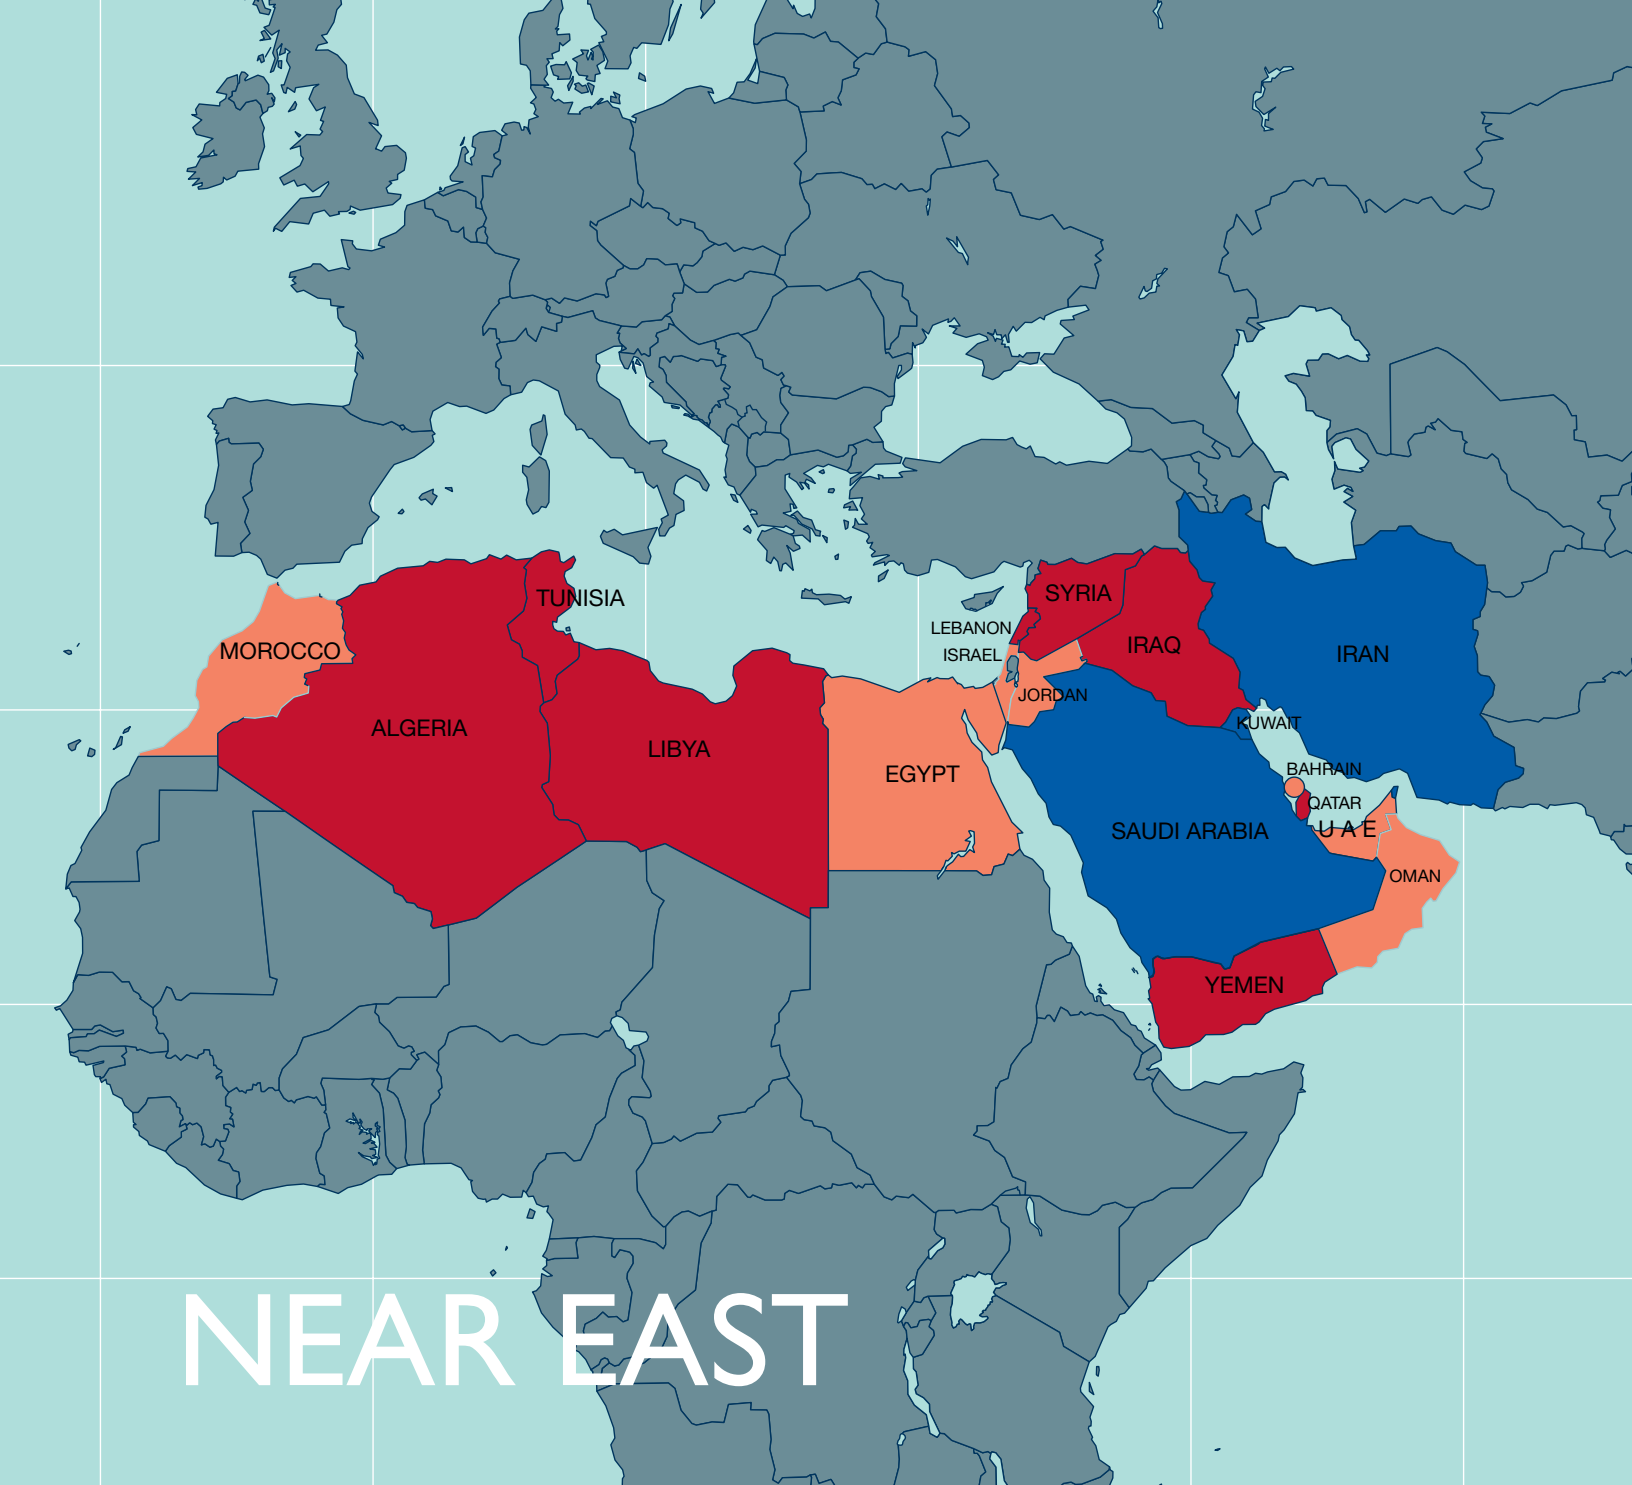 TUNISIA
SYRIA
LEBANON
IRAQ
MOROCCO
ISRAEL
IRAN
JORDAN
ALGERIA
KUWAIT
LIBYA
BAHRAIN
EGYPT
QATAR
SAUDI ARABIA
U A E
OMAN
YEMEN
NEAR EAST